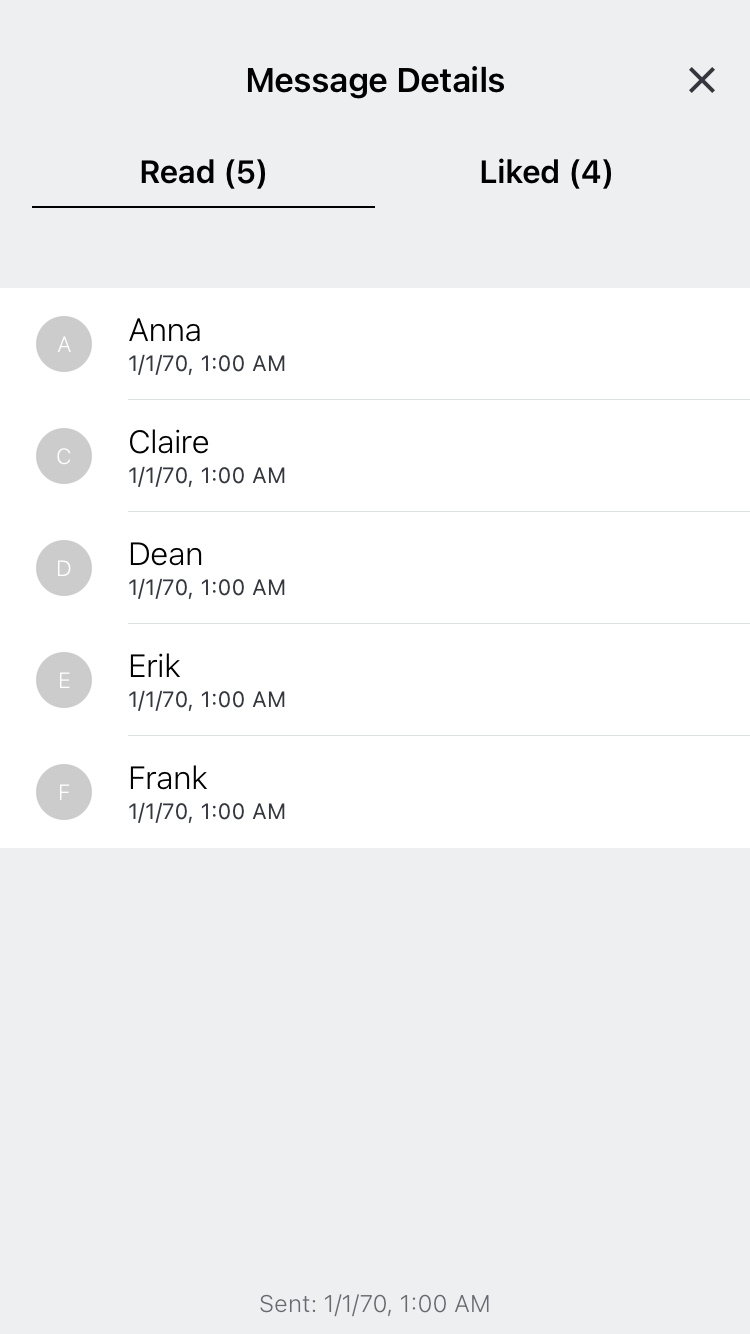 Message Details
Read (5) Liked (4)
A Anna
1/1/70, 1:00 AM
C Claire
1/1/70, 1:00 AM
D Dean
1/1/70, 1:00 AM
E Erik
1/1/70, 1:00 AM
F Frank
1/1/70, 1:00 AM
Sent: 1/1/70, 1:00 AM